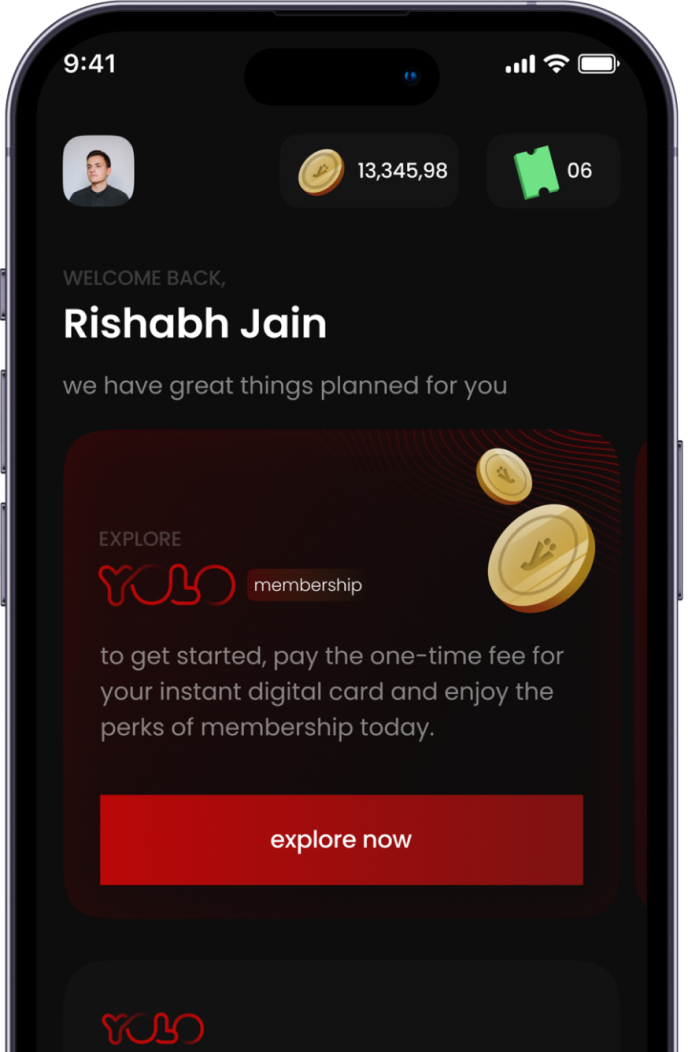 9:41
13,345,98
06
WELCOME BACK,
Rishabh Jain
we have great things planned for you
EXPLORE
YOLO membership
to get started, pay the one-time fee for
your instant digital card and enjoy the
perks of membership today.
explore now
YOLO